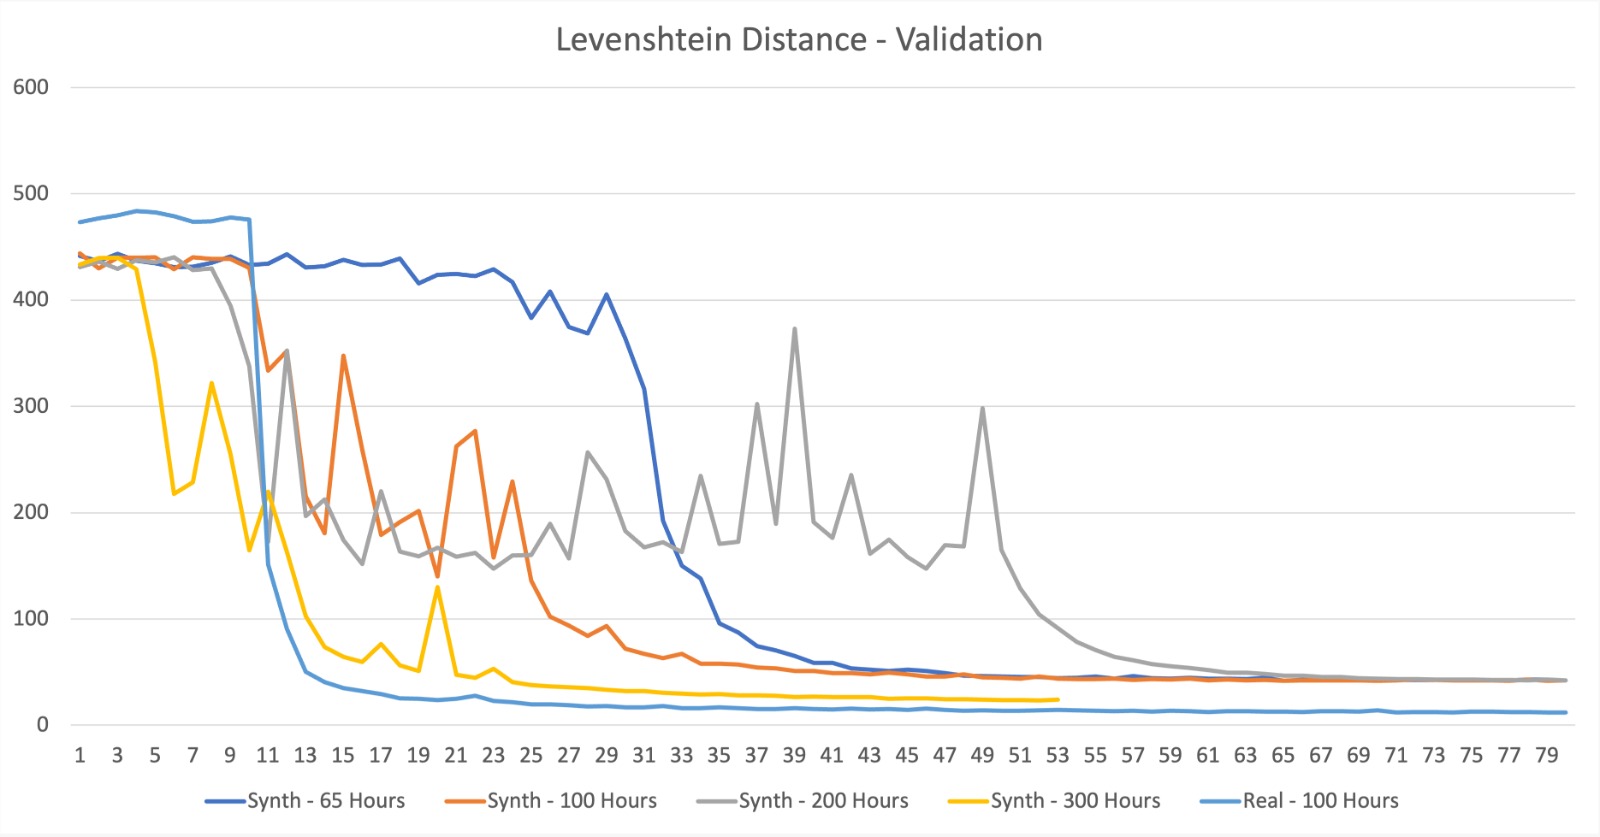 Levenshtein Distance - Validation
600
500
400
300
200
100
0
1 3 5 7 9 11 13 15 17 19 21 23 25 27 29 31 33 35 37 39 41 43 45 47 49 51 53 55 57 59 61 63 65 67 69 71 73 75 77 79
Synth - 65 Hours Synth - 100 Hours Synth - 200 Hours Synth - 300 Hours Real - 100 Hours